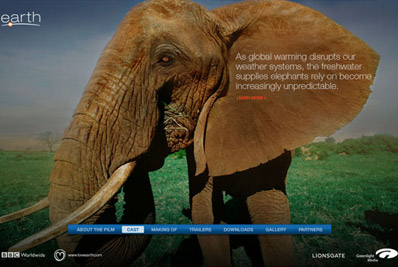 earth
As global warming disrupts our
weather systems, the freshwater
supplies elephants rely on become
increasingly unpredictable.
LEARN MORE
ABOUT THE FILM CAST MAKING OF TRAILERS DOWNLOADS GALLERY PARTNERS
BBC Worldwide www.loveearth.com LIONSGATE Greenlight
Media